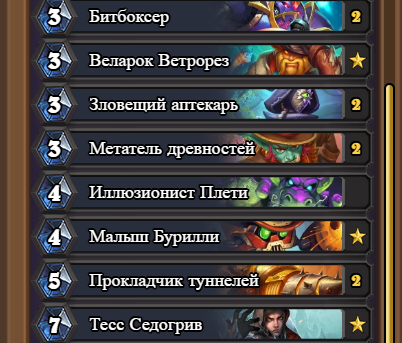 3 Битбоксер 2
3 Веларок Ветрорез
3 Зловещий аптекарь 2
3 Метатель древностей 2
4 Иллюзионист Плети
4 Малыш Бурилли
5 Прокладчик туннелей 2
7 Тесс Седогрив